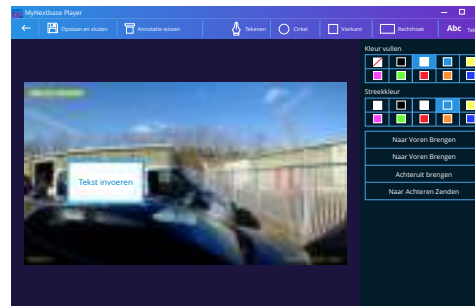 MyNextbase Player
Opslaan en sluiten
Annotatie wissen
Tekenen
Cirkel
Vierkant
Rechthoek
Abc
Kleur vullen
Streekkleur
Naar Voren Brengen
Naar Voren Brengen
Achteruit brengen
Naar Achteren Zenden
Tekst invoeren